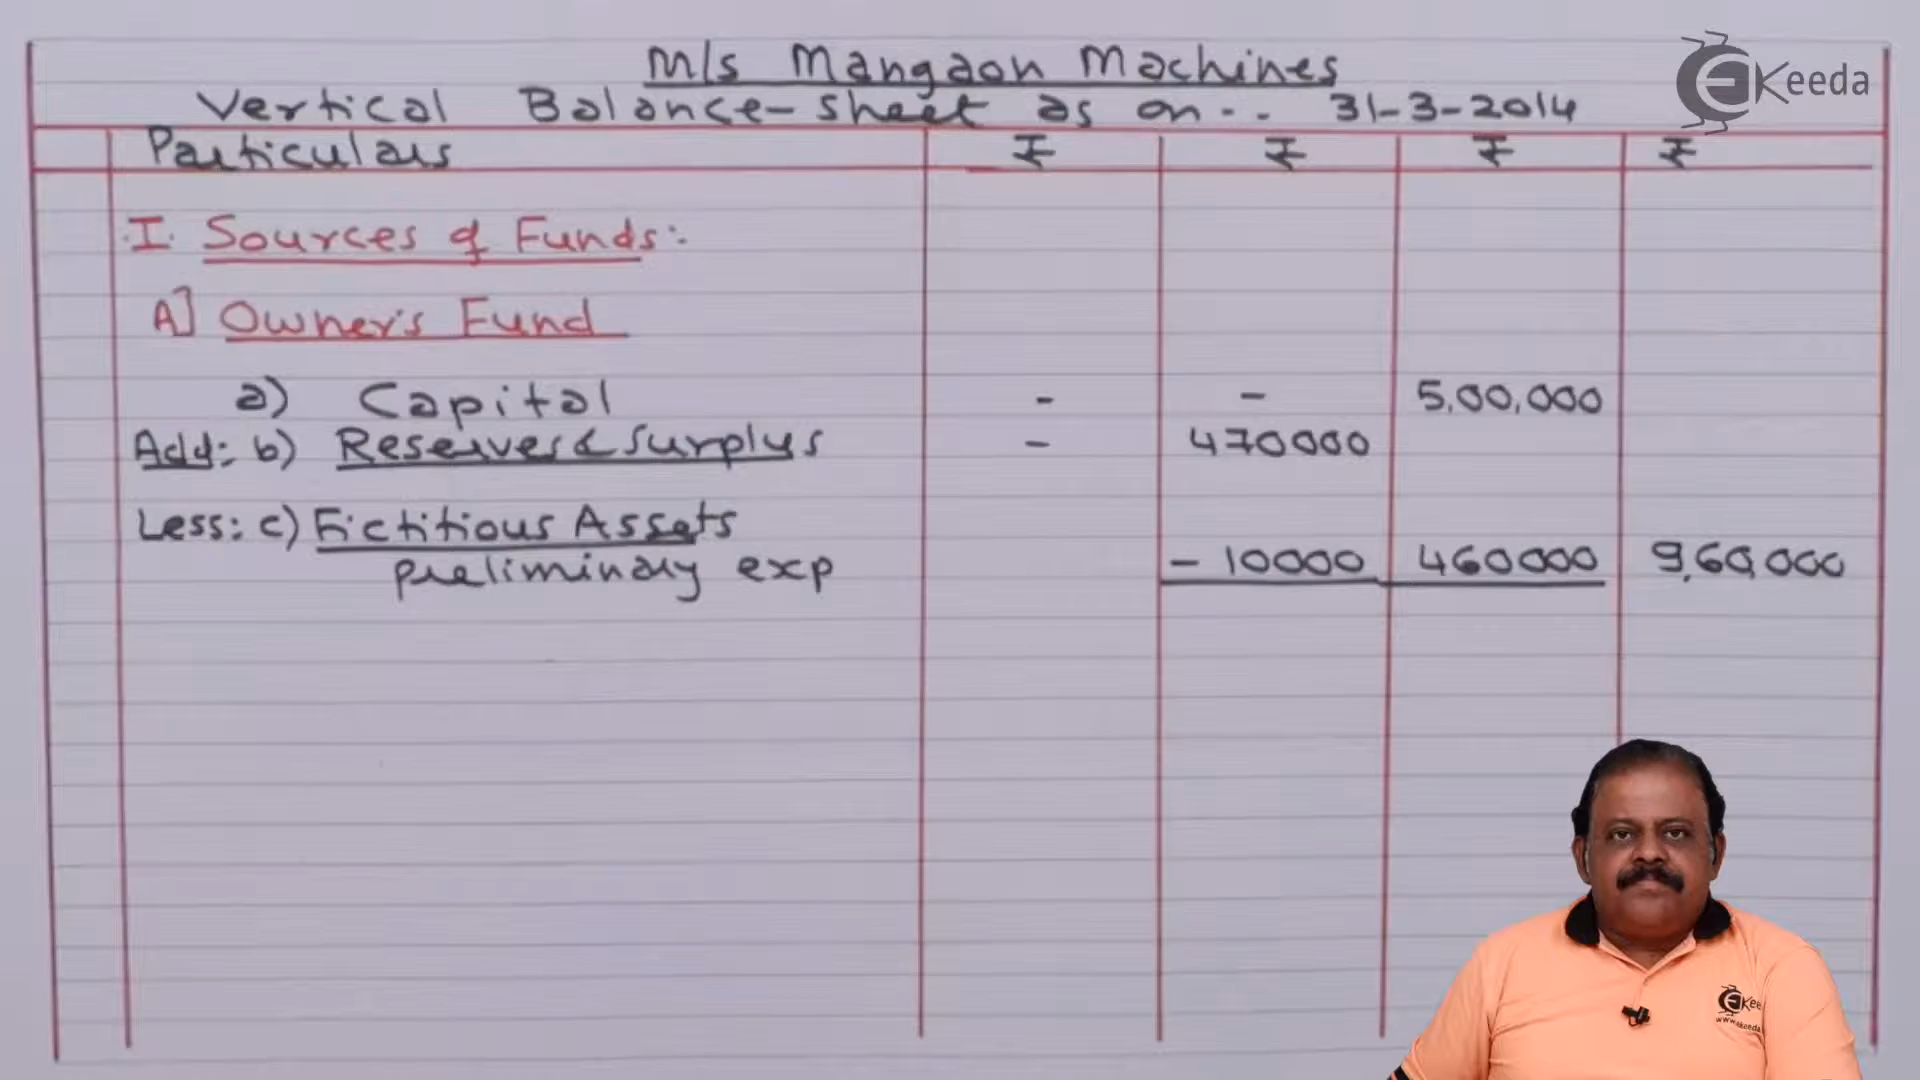 M/s Mangaon Machines
Vertical Balance-sheet as on.. 31-3-2014
Particulars ₹ ₹ ₹ ₹
I. Sources of Funds:-
A] Owner's Fund
a) Capital - - 5,00,000
Add: b) Reserves & Surplus - 470000
Less: c) Fictitious Assets
preliminary exp - 10000 460000 9,60,000
Keeda